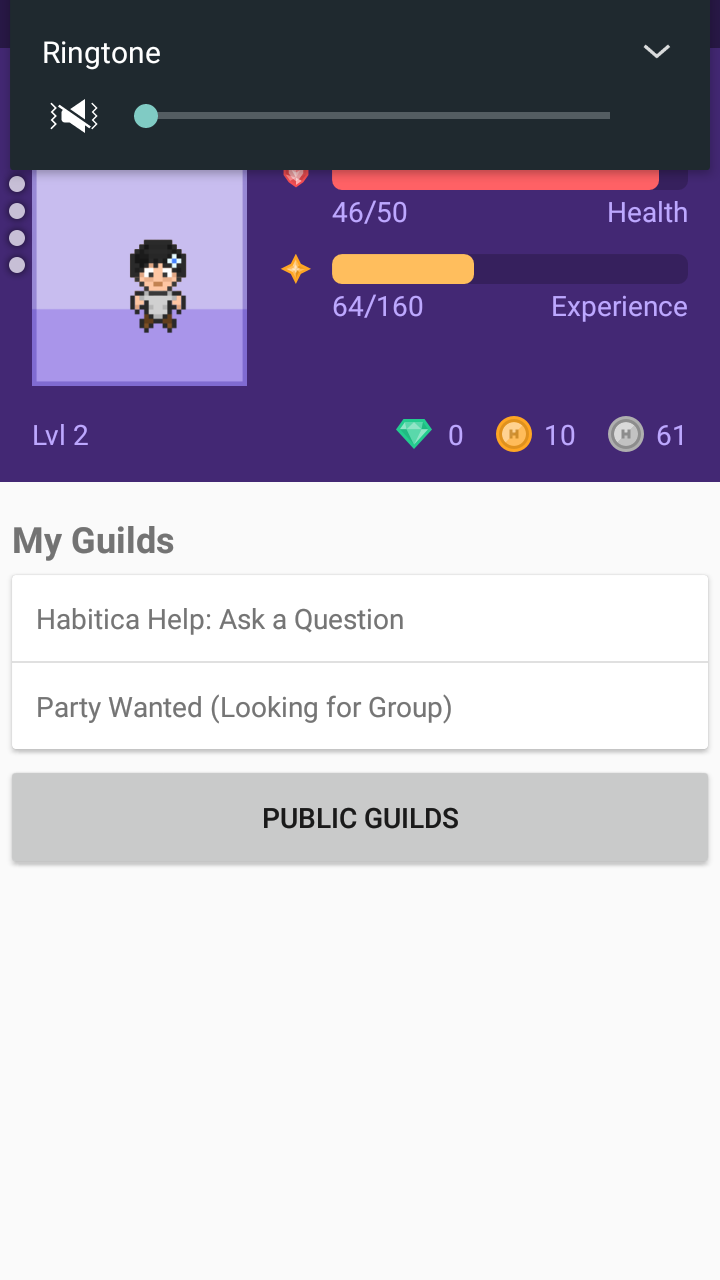 Ringtone
46/50 Health
64/160 Experience
Lvl 2 0 10 61
My Guilds
Habitica Help: Ask a Question
Party Wanted (Looking for Group)
PUBLIC GUILDS